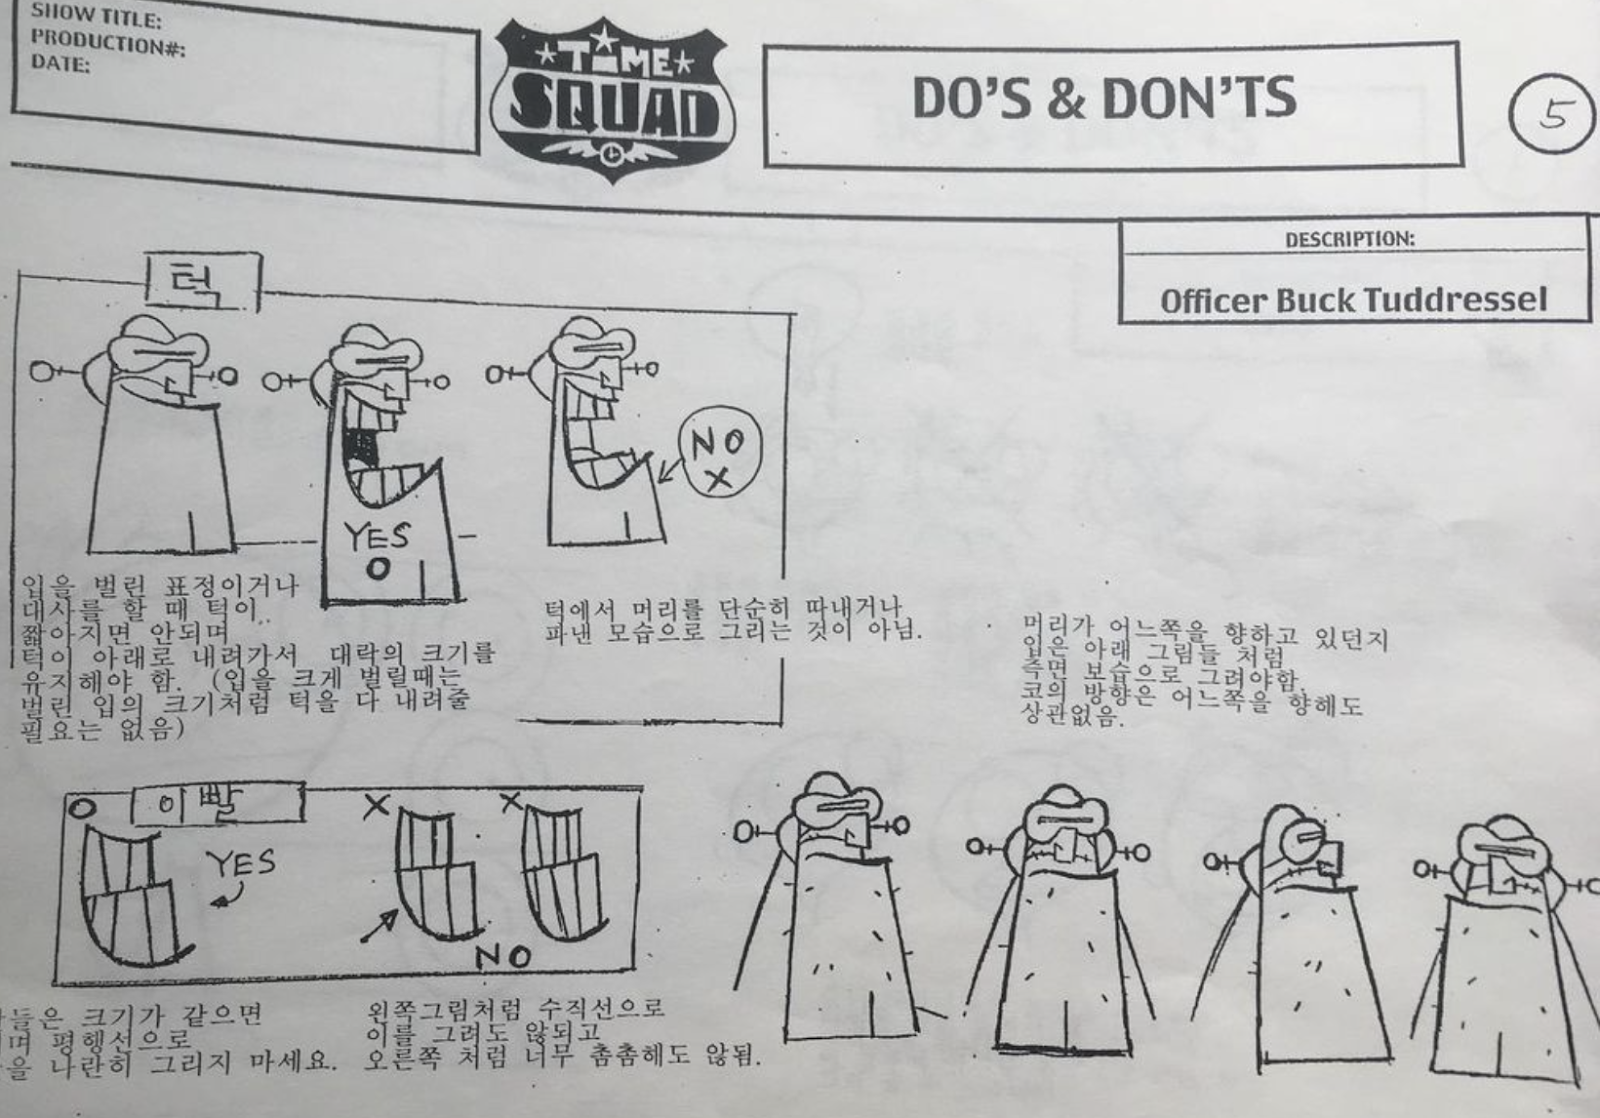 SHOW TITLE:
PRODUCTION#:
DATE:
TIME
SQUAD
DO'S & DON'TS
5
DESCRIPTION:
Officer Buck Tuddressel
턱
NO
X
YES
O
입을 벌린 표정이거나
대사를 할 때 턱이..
짧아지면 안되며
턱이 아래로 내려가서 대락의 크기를
유지해야 함. (입을 크게 벌릴때는
벌린 입의 크기처럼 턱을 다 내려줄
필요는 없음)
턱에서 머리를 단순히 따내거나
파낸 모습으로 그리는 것이 아님.
머리가 어느쪽을 향하고 있던지
입은 아래 그림들 처럼
측면 보습으로 그려야함.
코의 방향은 어느쪽을 향해도
상관없음.
O
이빨
X
X
YES
NO
들은 크기가 같으면
며 평행선으로
을 나란히 그리지 마세요.
왼쪽그림처럼 수직선으로
이를 그려도 않되고
오른쪽 처럼 너무 촘촘해도 않됨.